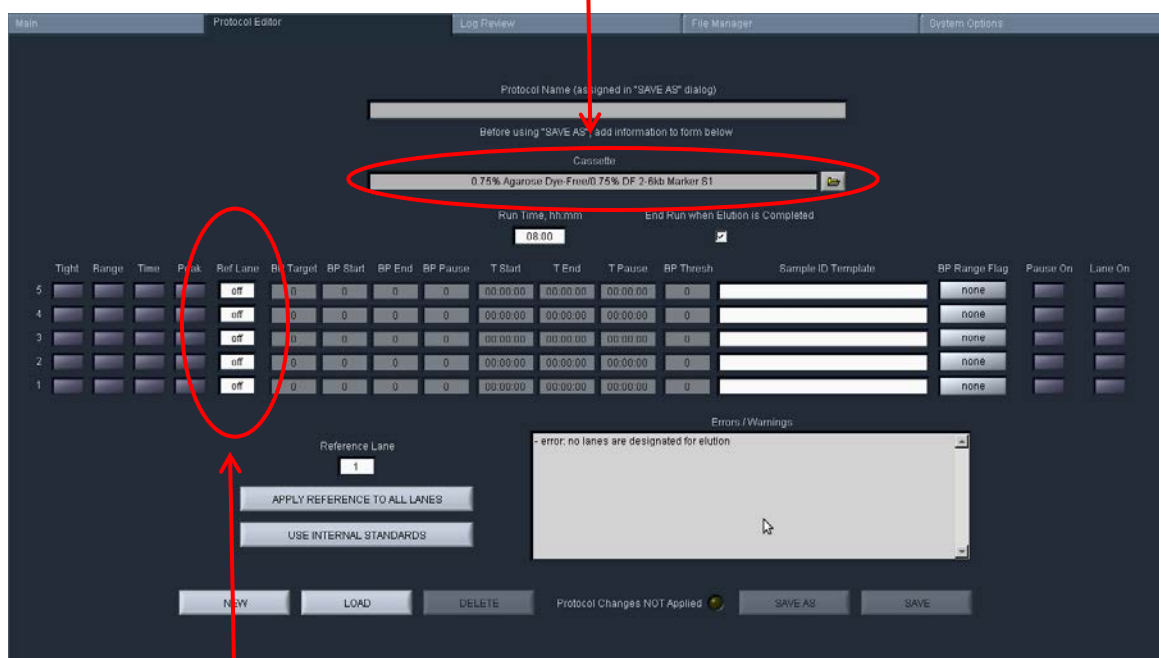 Main Protocol Editor Log Review File Manager System Options
Protocol Name (assigned in "SAVE AS" dialog)
Before using "SAVE AS", add information to form below
Cassette
0.75% Agarose Dye-Free/0.75% DF 2-6kb Marker S1
Run Time, hh:mm End Run when Elution is Completed
08:00
Tight Range Time Peak Ref Lane BP Target BP Start BP End BP Pause T Start T End T Pause BP Thresh Sample ID Template BP Range Flag Pause On Lane On
5 off 0 0 0 0 00:00:00 00:00:00 00:00:00 0 none
4 off 0 0 0 0 00:00:00 00:00:00 00:00:00 0 none
3 off 0 0 0 0 00:00:00 00:00:00 00:00:00 0 none
2 off 0 0 0 0 00:00:00 00:00:00 00:00:00 0 none
1 off 0 0 0 0 00:00:00 00:00:00 00:00:00 0 none
Errors / Warnings
- error: no lanes are designated for elution
Reference Lane
1
APPLY REFERENCE TO ALL LANES
USE INTERNAL STANDARDS
NEW LOAD DELETE Protocol Changes NOT Applied SAVE AS SAVE